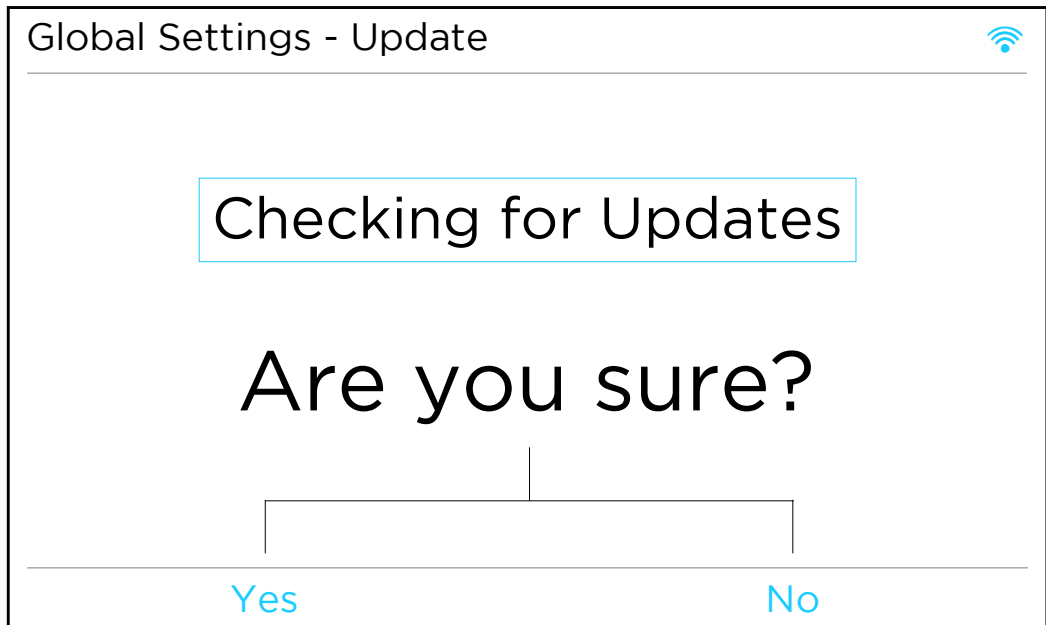 Global Settings - Update
Checking for Updates
Are you sure?
Yes No